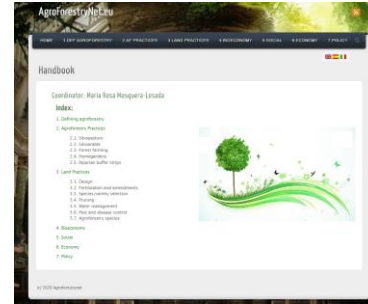 AgroForestryNet.eu
HOME 1.DEF AGROFORESTRY 2.AF PRACTICES 3.LAND PRACTICES 4.BIOECONOMY 5.SOCIAL 6.ECONOMY 7.POLICY
Handbook
Coordinator: María Rosa Mosquera-Losada
Index:
1. Defining agroforestry
2. Agroforestry Practices
2.1. Silvopasture
2.2. Silvoarable
2.3. Forest farming
2.4. Homegardens
2.5. Riparian buffer strips
3. Land Practices
3.1. Design
3.2. Fertilization and amendments
3.3. Species/variety selection
3.4. Pruning
3.5. Water management
3.6. Pest and disease control
3.7. Agroforestry species
4. Bioeconomy
5. Social
6. Economy
7. Policy
(c) 2020 Agroforestrynet